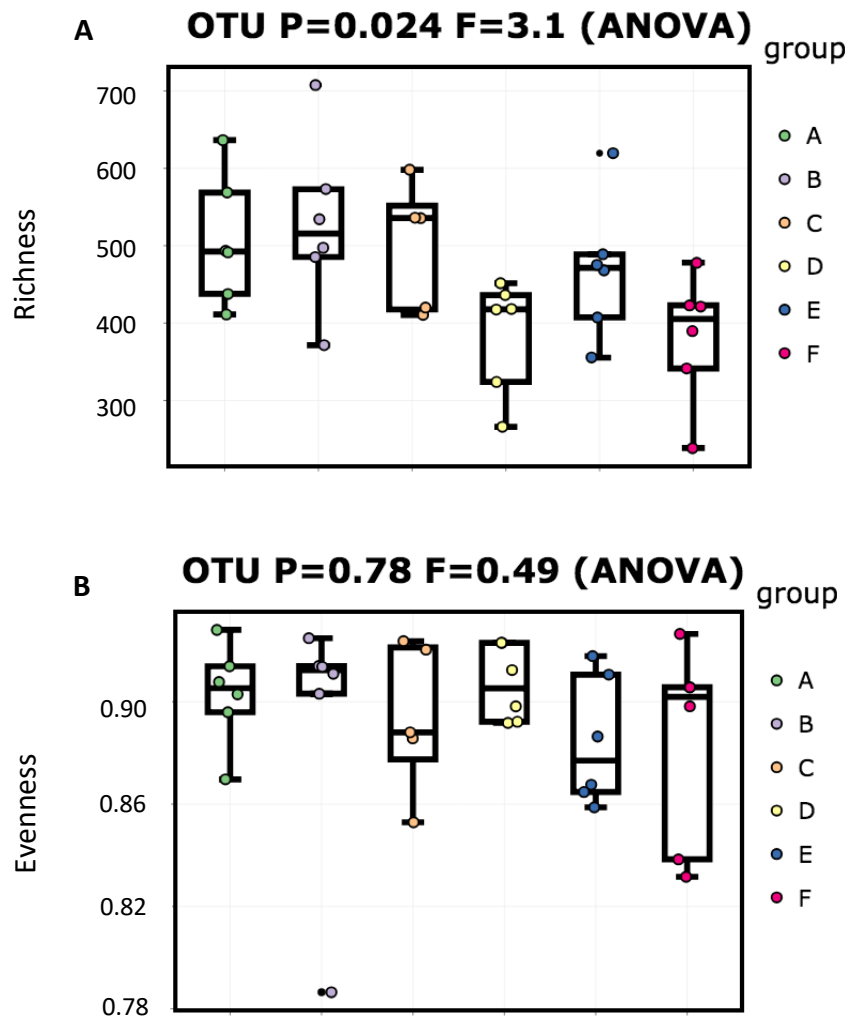 A
OTU P=0.024 F=3.1 (ANOVA)
group
700
600
500
400
300
Richness
A
B
C
D
E
F
B
OTU P=0.78 F=0.49 (ANOVA)
group
0.90
0.86
0.82
0.78
Evenness
A
B
C
D
E
F